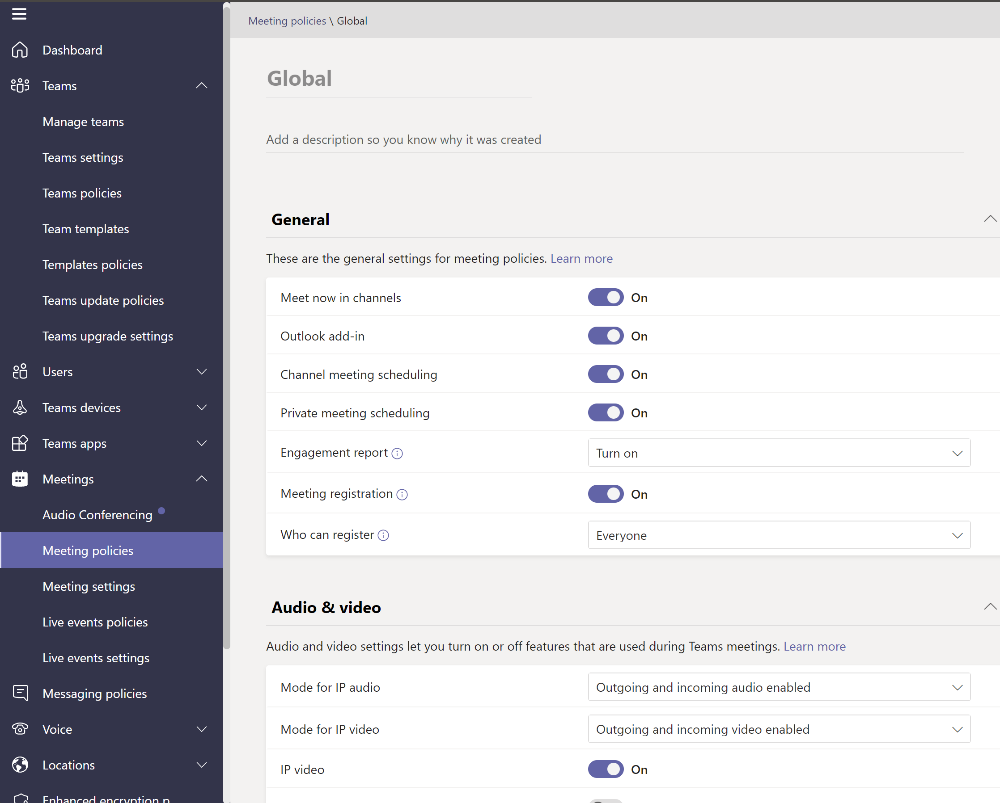 Meeting policies \ Global
Dashboard
Teams
Manage teams
Teams settings
Teams policies
Team templates
Templates policies
Teams update policies
Teams upgrade settings
Users
Teams devices
Teams apps
Meetings
Audio Conferencing
Meeting policies
Meeting settings
Live events policies
Live events settings
Messaging policies
Voice
Locations
Enhanced encryption p
Global
Add a description so you know why it was created
General
These are the general settings for meeting policies. Learn more
Meet now in channels On
Outlook add-in On
Channel meeting scheduling On
Private meeting scheduling On
Engagement report Turn on
Meeting registration On
Who can register Everyone
Audio & video
Audio and video settings let you turn on or off features that are used during Teams meetings. Learn more
Mode for IP audio Outgoing and incoming audio enabled
Mode for IP video Outgoing and incoming video enabled
IP video On